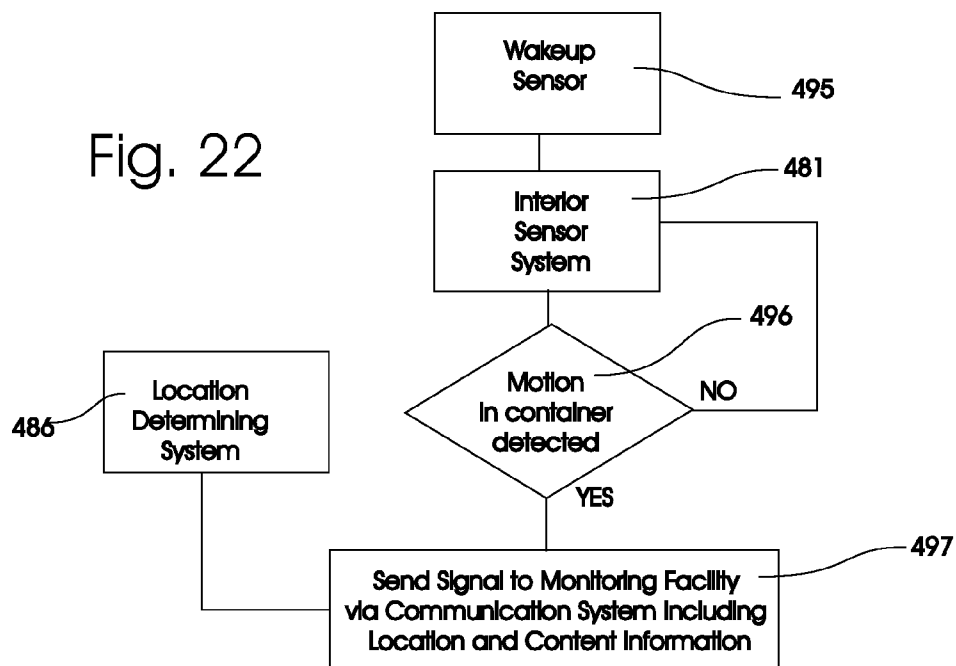 Wakeup
Sensor
495
Fig. 22
481
Interior
Sensor
System
496
Motion
in container
detected
NO
Location
Determining
System
486
YES
497
Send Signal to Monitoring Facility
via Communication System Including
Location and Content Information